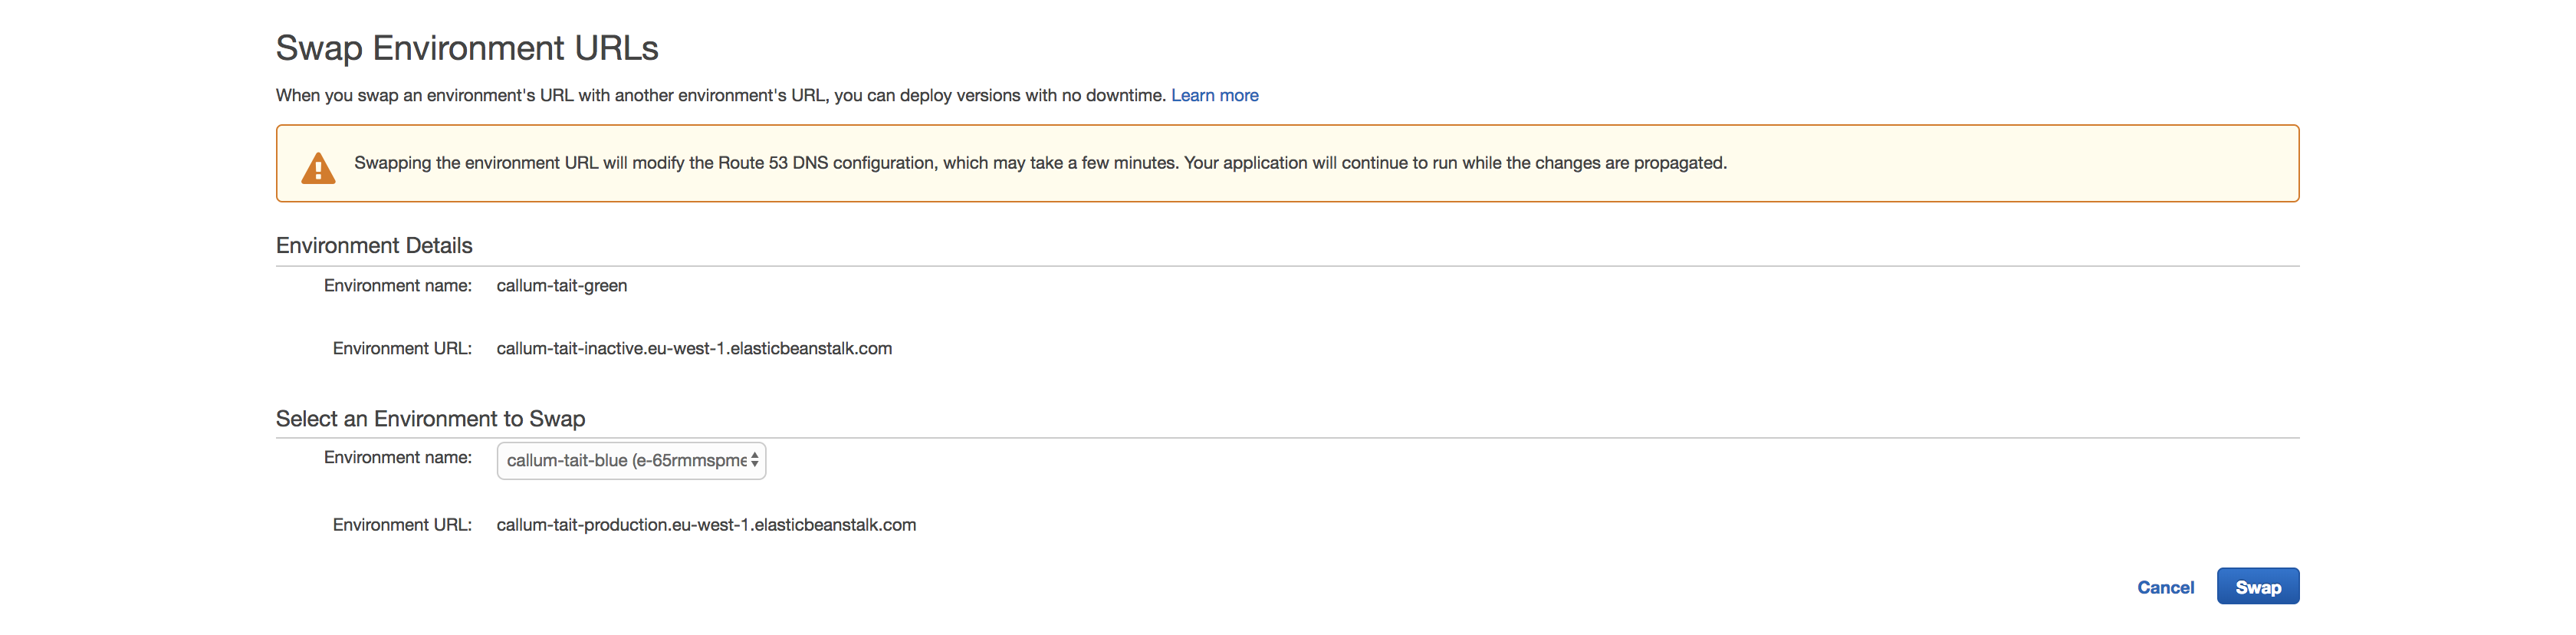 Swap Environment URLs
When you swap an environment's URL with another environment's URL, you can deploy versions with no downtime. Learn more
Swapping the environment URL will modify the Route 53 DNS configuration, which may take a few minutes. Your application will continue to run while the changes are propagated.
Environment Details
Environment name: callum-tait-green
Environment URL: callum-tait-inactive.eu-west-1.elasticbeanstalk.com
Select an Environment to Swap
Environment name: callum-tait-blue (e-65rmmspme
Environment URL: callum-tait-production.eu-west-1.elasticbeanstalk.com
Cancel Swap